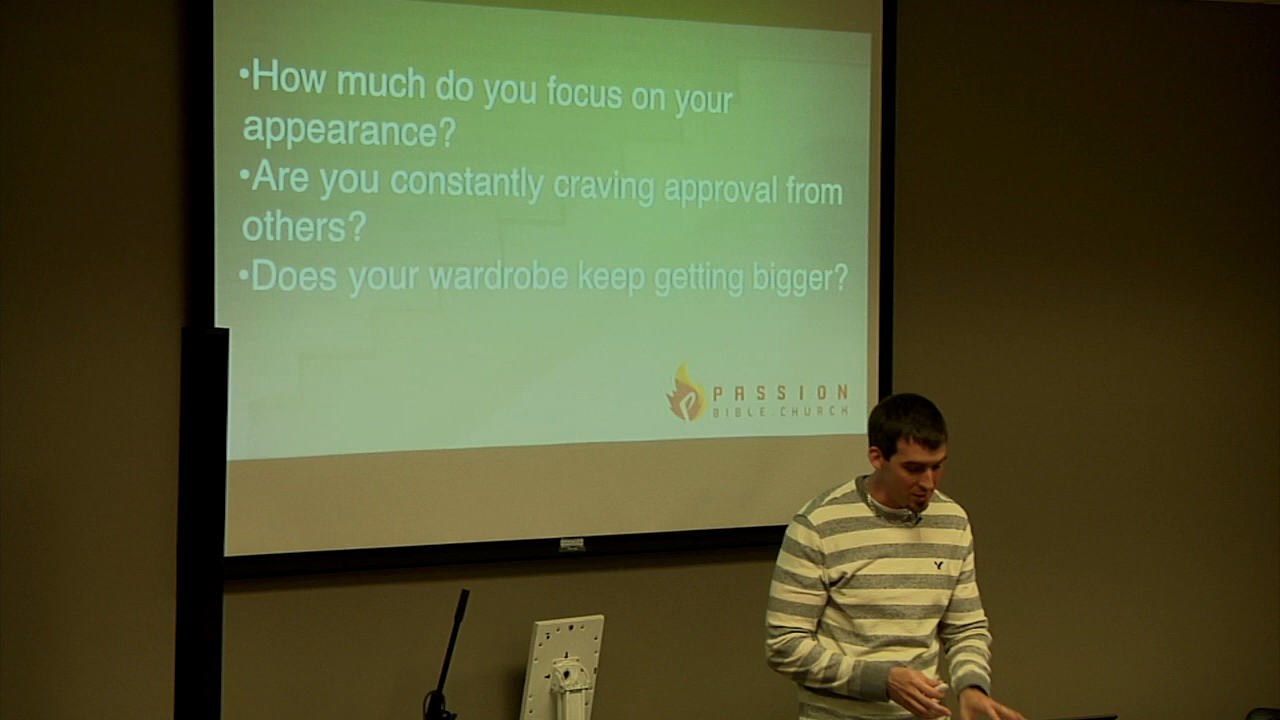 •How much do you focus on your
appearance?
•Are you constantly craving approval from
others?
•Does your wardrobe keep getting bigger?
PASSION
BIBLE.CHURCH